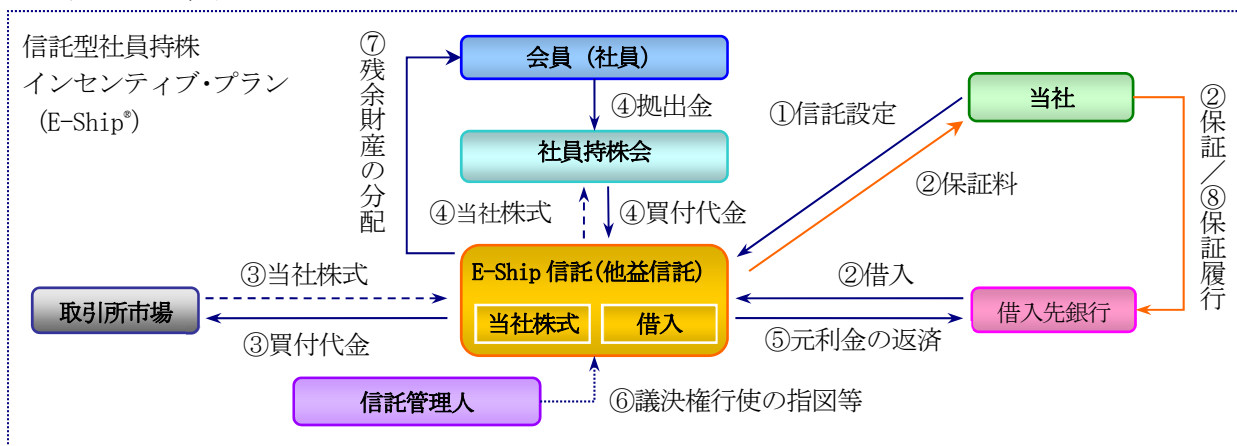 信託型社員持株
インセンティブ・プラン
(E-Ship®)
⑦残余財産の分配
会員（社員）
④拠出金
社員持株会
④当社株式
④買付代金
①信託設定
②保証料
当社
②保証／⑧保証履行
E-Ship 信託(他益信託)
当社株式
借入
③当社株式
取引所市場
③買付代金
②借入
借入先銀行
⑤元利金の返済
信託管理人
⑥議決権行使の指図等